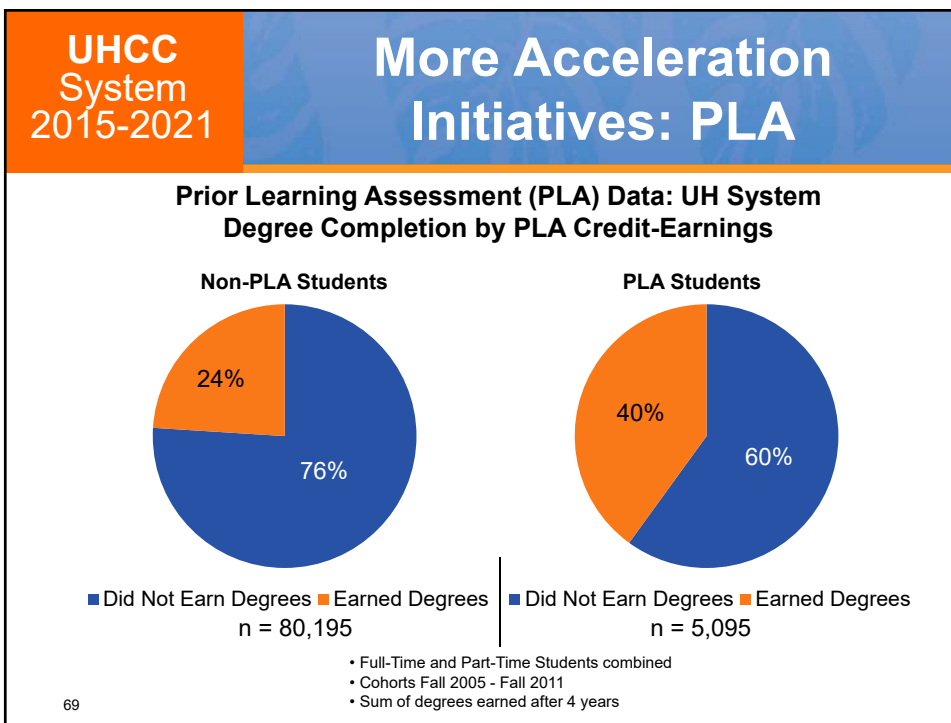 UHCC
System
2015-2021
More Acceleration
Initiatives: PLA
Prior Learning Assessment (PLA) Data: UH System
Degree Completion by PLA Credit-Earnings
Non-PLA Students
24%
76%
Did Not Earn Degrees Earned Degrees
n = 80,195
PLA Students
40%
60%
Did Not Earn Degrees Earned Degrees
n = 5,095
• Full-Time and Part-Time Students combined
• Cohorts Fall 2005 - Fall 2011
• Sum of degrees earned after 4 years
69